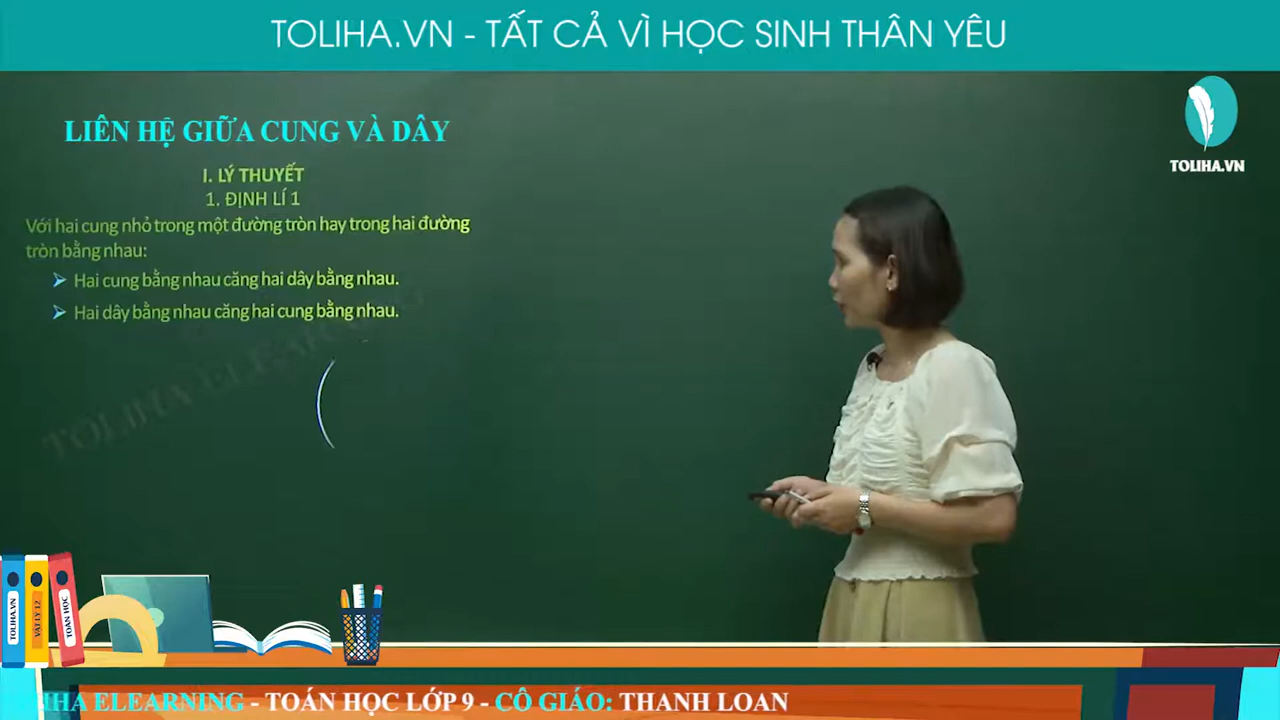 TOLIHA.VN - TẤT CẢ VÌ HỌC SINH THÂN YÊU
TOLIHA.VN
LIÊN HỆ GIỮA CUNG VÀ DÂY
I. LÝ THUYẾT
1. ĐỊNH LÍ 1
Với hai cung nhỏ trong một đường tròn hay trong hai đường
tròn bằng nhau:
➢ Hai cung bằng nhau căng hai dây bằng nhau.
➢ Hai dây bằng nhau căng hai cung bằng nhau.
TOLIHA ELEARNING
TOLIHA.VN
VẬT LÝ 12
TOÁN HỌC
IHA ELEARNING - TOÁN HỌC LỚP 9 - CÔ GIÁO: THANH LOAN